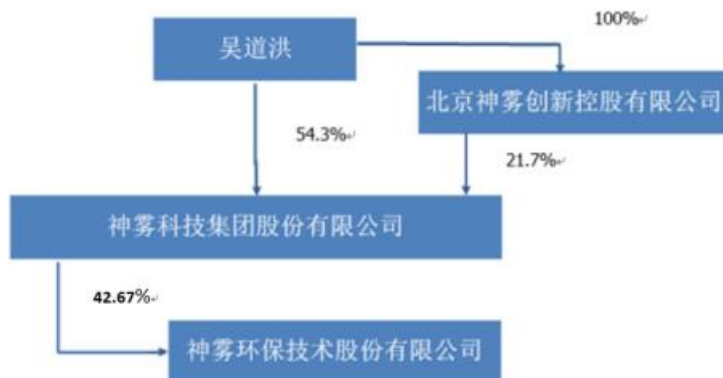 100%
吴道洪
北京神雾创新控股有限公司
54.3%
21.7%
神雾科技集团股份有限公司
42.67%
神雾环保技术股份有限公司